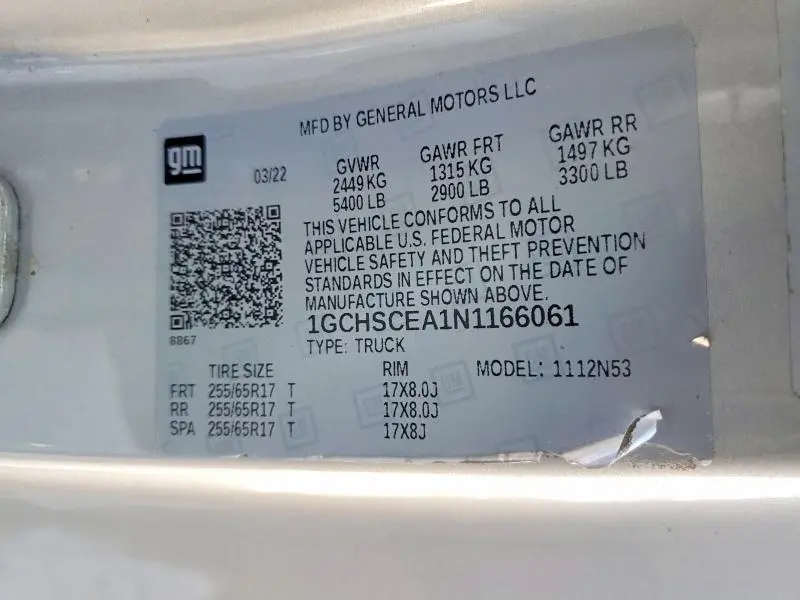 MFD BY GENERAL MOTORS LLC
gm
03/22
GVWR
2449 KG
5400 LB
GAWR FRT
1315 KG
2900 LB
GAWR RR
1497 KG
3300 LB
THIS VEHICLE CONFORMS TO ALL
APPLICABLE U.S. FEDERAL MOTOR
VEHICLE SAFETY AND THEFT PREVENTION
STANDARDS IN EFFECT ON THE DATE OF
MANUFACTURE SHOWN ABOVE.
1GCHSCEA1N1166061
8867
TYPE: TRUCK
TIRE SIZE RIM MODEL: 1112N53
FRT 255/65R17 T 17X8.0J
RR 255/65R17 T 17X8.0J
SPA 255/65R17 T 17X8J